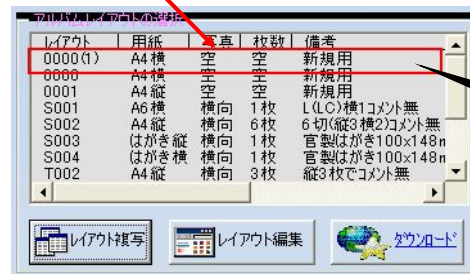 アルバムレイアウトの選択
レイアウト 用紙 写真 枚数 備考
0000(1) A4横 空 空 新規用
0000 A4横 空 空 新規用
0001 A4縦 空 空 新規用
S001 A6横 横向 1枚 L(LC)横1コメント無
S002 A4縦 横向 6枚 6切(縦3横2)コメント無
S003 はがき縦 横向 1枚 官製はがき100x148m
S004 はがき横 横向 1枚 官製はがき100x148m
T002 A4縦 横向 3枚 縦3枚でコメント無
レイアウト複写 レイアウト編集 ダウンロード